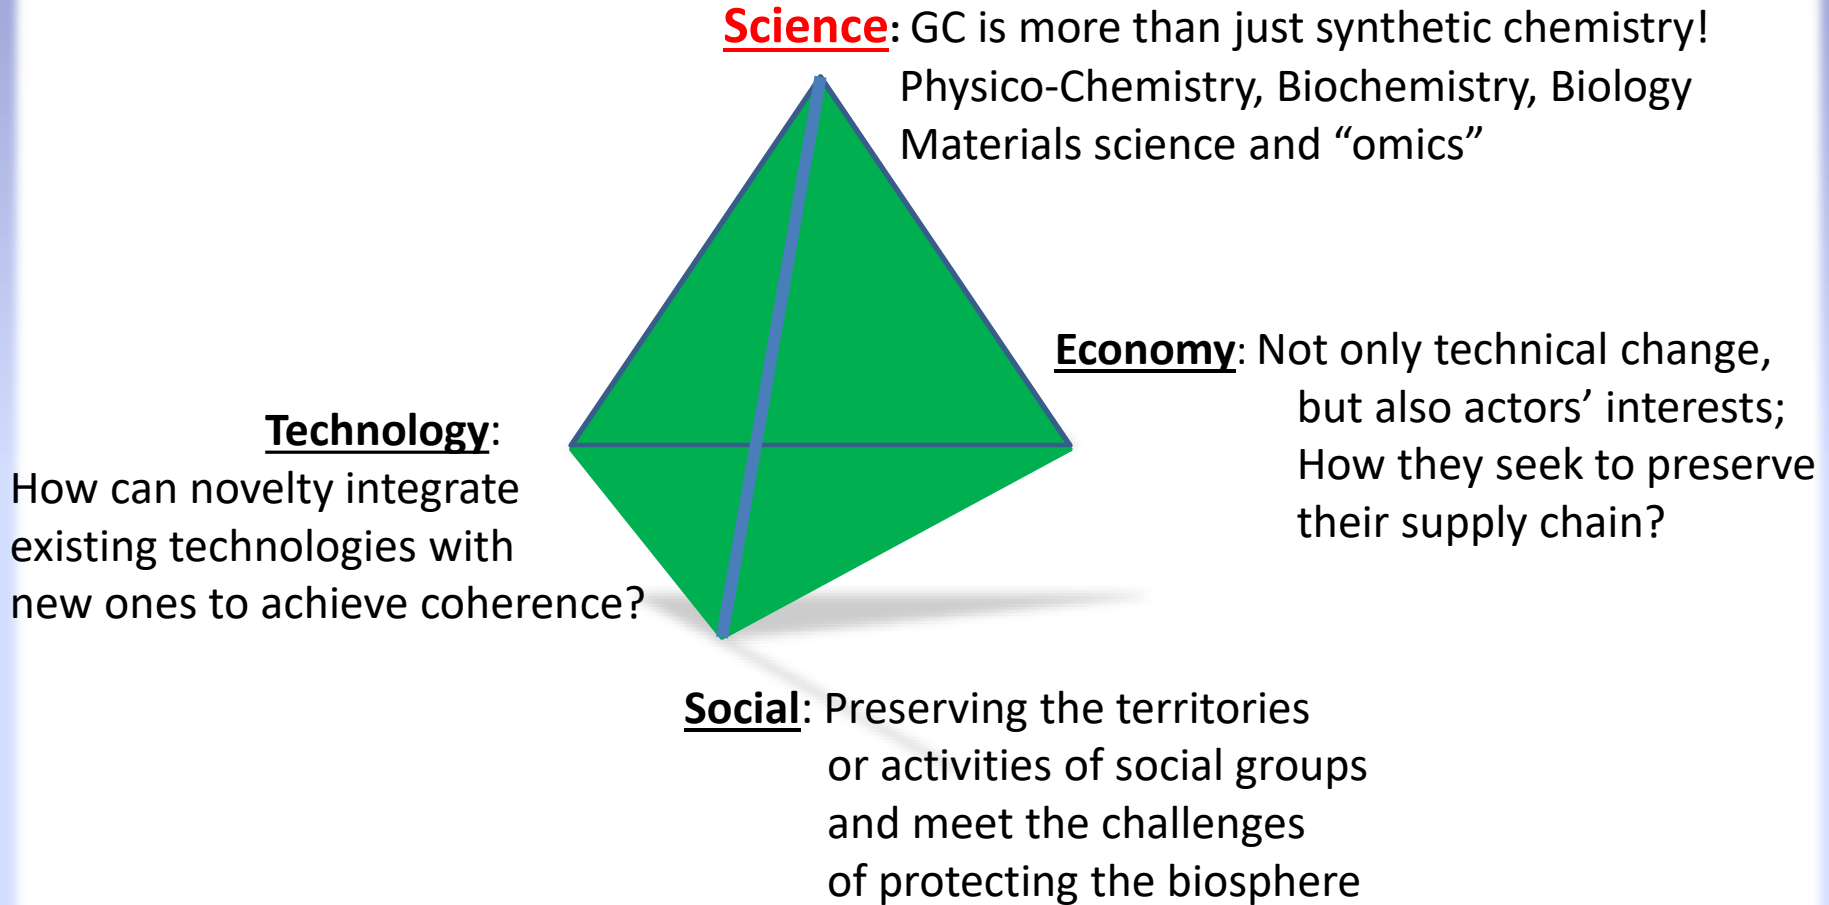 Science: GC is more than just synthetic chemistry!
Physico-Chemistry, Biochemistry, Biology
Materials science and “omics”
Economy: Not only technical change,
but also actors’ interests;
How they seek to preserve
their supply chain?
Technology:
How can novelty integrate
existing technologies with
new ones to achieve coherence?
Social: Preserving the territories
or activities of social groups
and meet the challenges
of protecting the biosphere